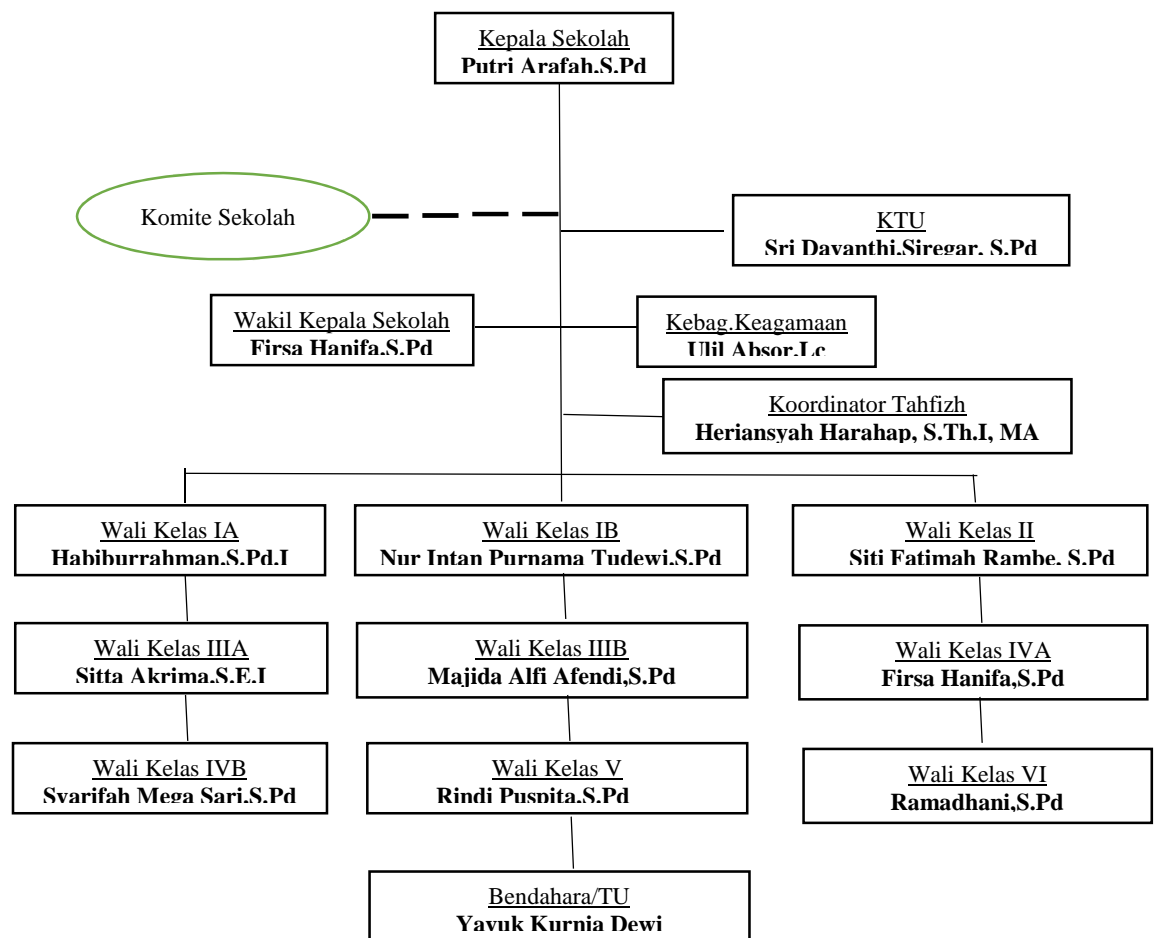 Kepala Sekolah
Putri Arafah,S.Pd
Komite Sekolah
KTU
Sri Dayanthi,Siregar, S.Pd
Wakil Kepala Sekolah
Firsa Hanifa,S.Pd
Kebag.Keagamaan
Ulil Absor,Lc
Koordinator Tahfizh
Heriansyah Harahap, S.Th.I, MA
Wali Kelas IA
Habiburrahman,S.Pd.I
Wali Kelas IB
Nur Intan Purnama Tudewi,S.Pd
Wali Kelas II
Siti Fatimah Rambe, S.Pd
Wali Kelas IIIA
Sitta Akrima,S.E.I
Wali Kelas IIIB
Majida Alfi Afendi,S.Pd
Wali Kelas IVA
Firsa Hanifa,S.Pd
Wali Kelas IVB
Syarifah Mega Sari,S.Pd
Wali Kelas V
Rindi Puspita,S.Pd
Wali Kelas VI
Ramadhani,S.Pd
Bendahara/TU
Yayuk Kurnia Dewi